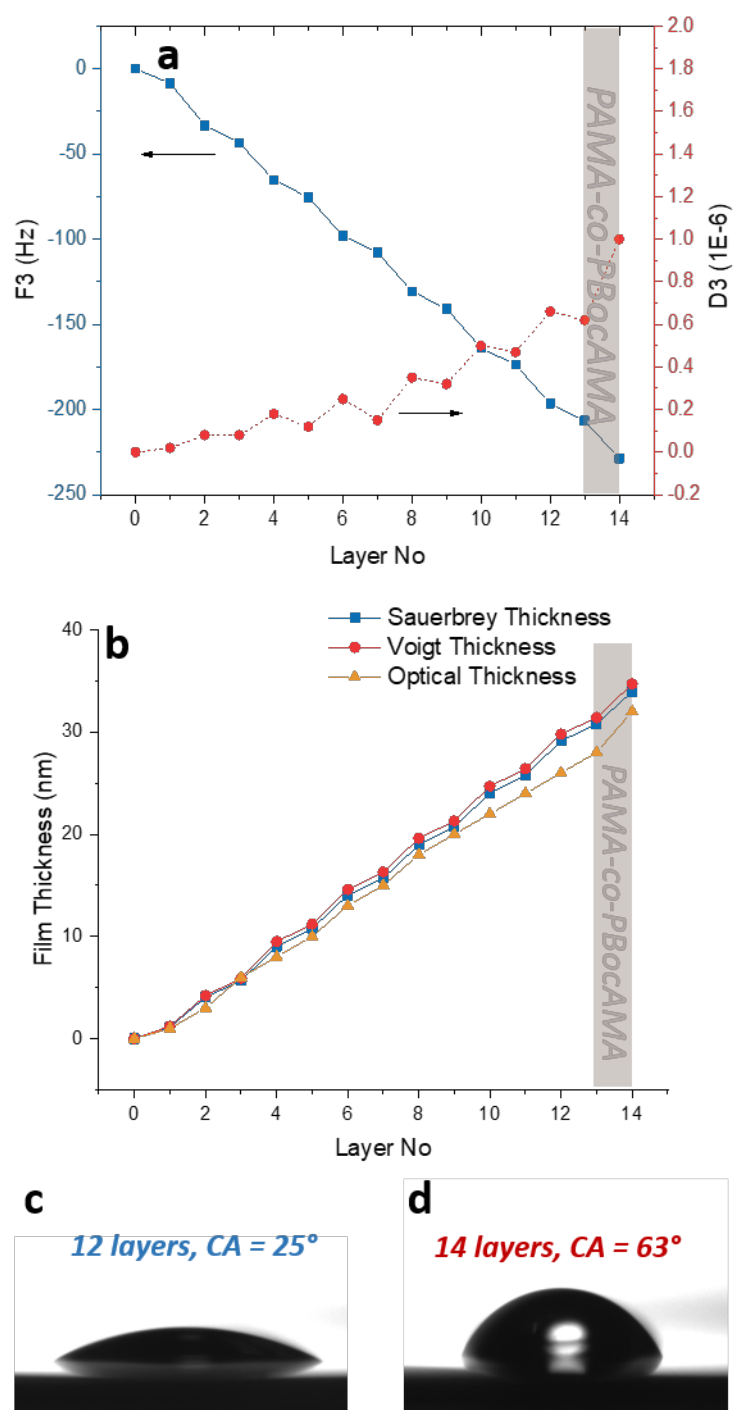 a
2.0
1.8
1.6
1.4
1.2
1.0
0.8
0.6
0.4
0.2
0.0
-0.2
D3 (1E-6)
0
-50
-100
-150
-200
-250
F3 (Hz)
PAMA-co-PBocAMA
0 2 4 6 8 10 12 14
Layer No
b
Sauerbrey Thickness
Voigt Thickness
Optical Thickness
40
30
20
10
0
Film Thickness (nm)
PAMA-co-PBocAMA
0 2 4 6 8 10 12 14
Layer No
c
12 layers, CA = 25°
d
14 layers, CA = 63°